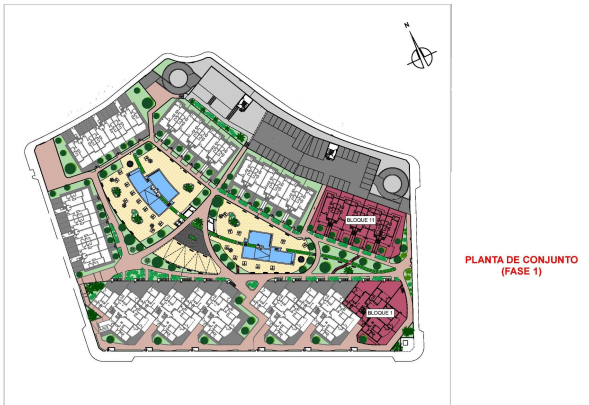 N
BLOQUE 11
PLANTA DE CONJUNTO
(FASE 1)
BLOQUE 1